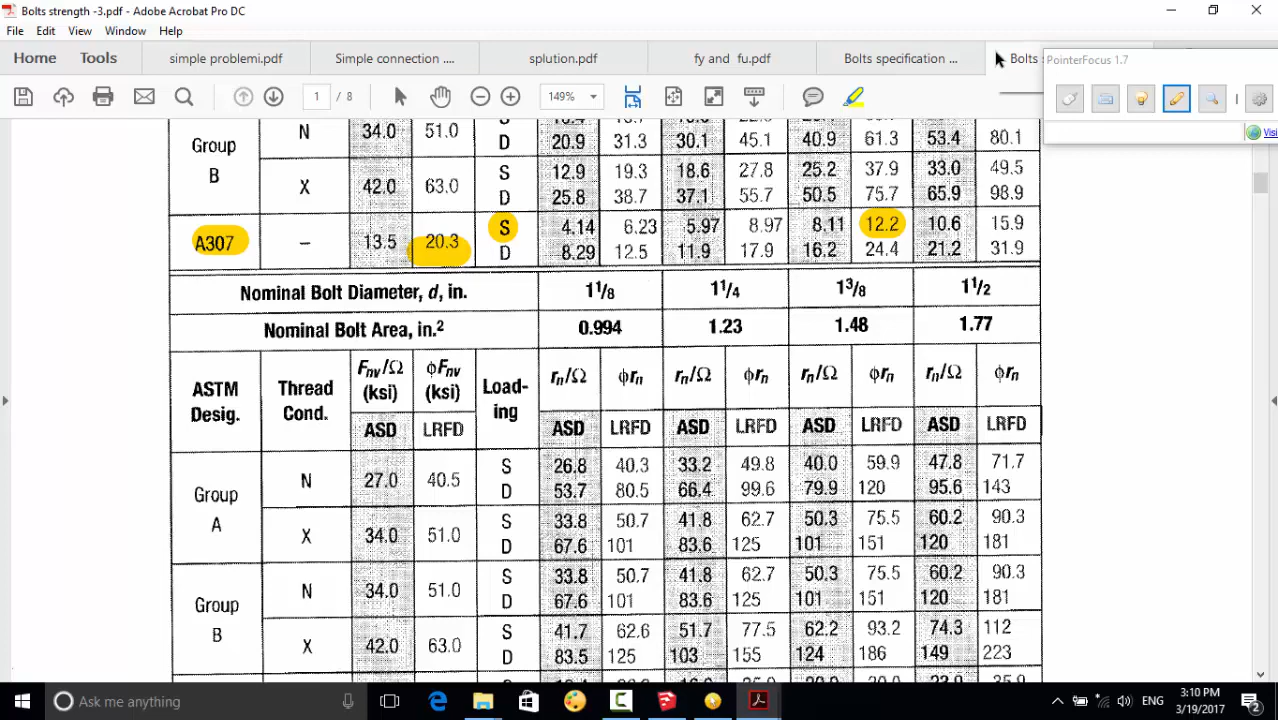 Bolts strength -3.pdf - Adobe Acrobat Pro DC
File Edit View Window Help
Home Tools simple problemi.pdf Simple connection .... splution.pdf fy and fu.pdf Bolts specification ... Bolts
PointerFocus 1.7
1 / 8 149%
Visi
Group B
N 34.0 51.0 S
D 20.9 31.3 30.1 45.1 40.9 61.3 53.4 80.1
X 42.0 63.0 S 12.9 19.3 18.6 27.8 25.2 37.9 33.0 49.5
D 25.8 38.7 37.1 55.7 50.5 75.7 65.9 98.9
A307 – 13.5 20.3 S 4.14 6.23 5.97 8.97 8.11 12.2 10.6 15.9
D 8.29 12.5 11.9 17.9 16.2 24.4 21.2 31.9
Nominal Bolt Diameter, d, in. 1 1/8 1 1/4 1 3/8 1 1/2
Nominal Bolt Area, in.² 0.994 1.23 1.48 1.77
ASTM Desig. Thread Cond. Fnv/Ω (ksi) ϕFnv (ksi) Load-ing rn/Ω ϕrn rn/Ω ϕrn rn/Ω ϕrn rn/Ω ϕrn
ASD LRFD ASD LRFD ASD LRFD ASD LRFD ASD LRFD
Group A
N 27.0 40.5 S 26.8 40.3 33.2 49.8 40.0 59.9 47.8 71.7
D 53.7 80.5 66.4 99.6 79.9 120 95.6 143
X 34.0 51.0 S 33.8 50.7 41.8 62.7 50.3 75.5 60.2 90.3
D 67.6 101 83.6 125 101 151 120 181
Group B
N 34.0 51.0 S 33.8 50.7 41.8 62.7 50.3 75.5 60.2 90.3
D 67.6 101 83.6 125 101 151 120 181
X 42.0 63.0 S 41.7 62.6 51.7 77.5 62.2 93.2 74.3 112
D 83.5 125 103 155 124 186 149 223
Ask me anything
ENG
3:10 PM
3/19/2017
2